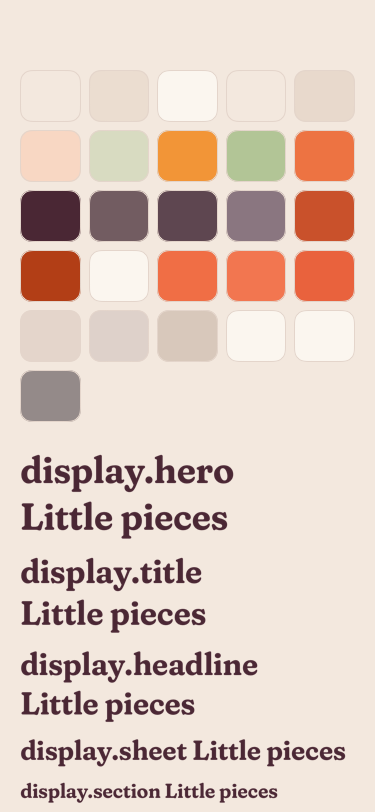 display.hero
Little pieces
display.title
Little pieces
display.headline
Little pieces
display.sheet Little pieces
display.section Little pieces